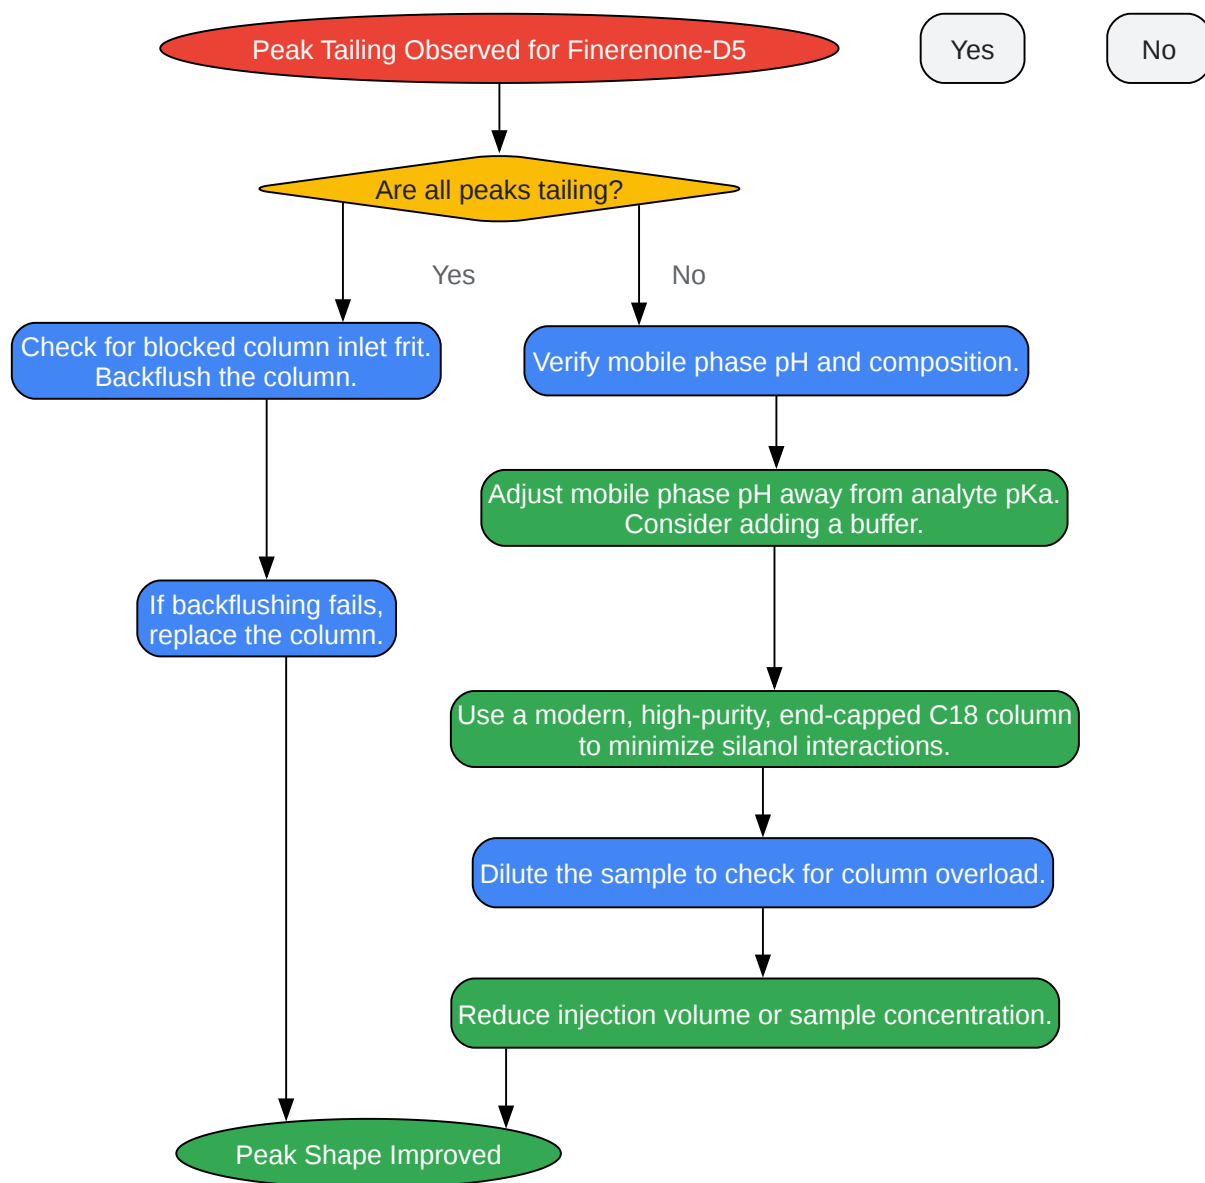 Peak Tailing Observed for Finerenone-D5
Yes
No
Are all peaks tailing?
Yes
No
Check for blocked column inlet frit.
Backflush the column.
Verify mobile phase pH and composition.
Adjust mobile phase pH away from analyte pKa.
Consider adding a buffer.
If backflushing fails,
replace the column.
Use a modern, high-purity, end-capped C18 column
to minimize silanol interactions.
Dilute the sample to check for column overload.
Reduce injection volume or sample concentration.
Peak Shape Improved